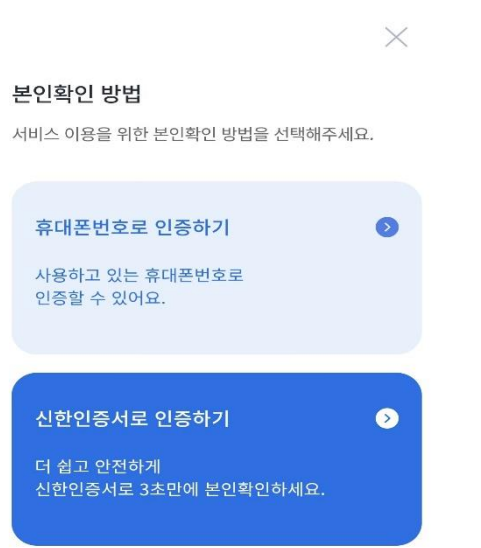 본인확인 방법
서비스 이용을 위한 본인확인 방법을 선택해주세요.
휴대폰번호로 인증하기
사용하고 있는 휴대폰번호로
인증할 수 있어요.
신한인증서로 인증하기
더 쉽고 안전하게
신한인증서로 3초만에 본인확인하세요.